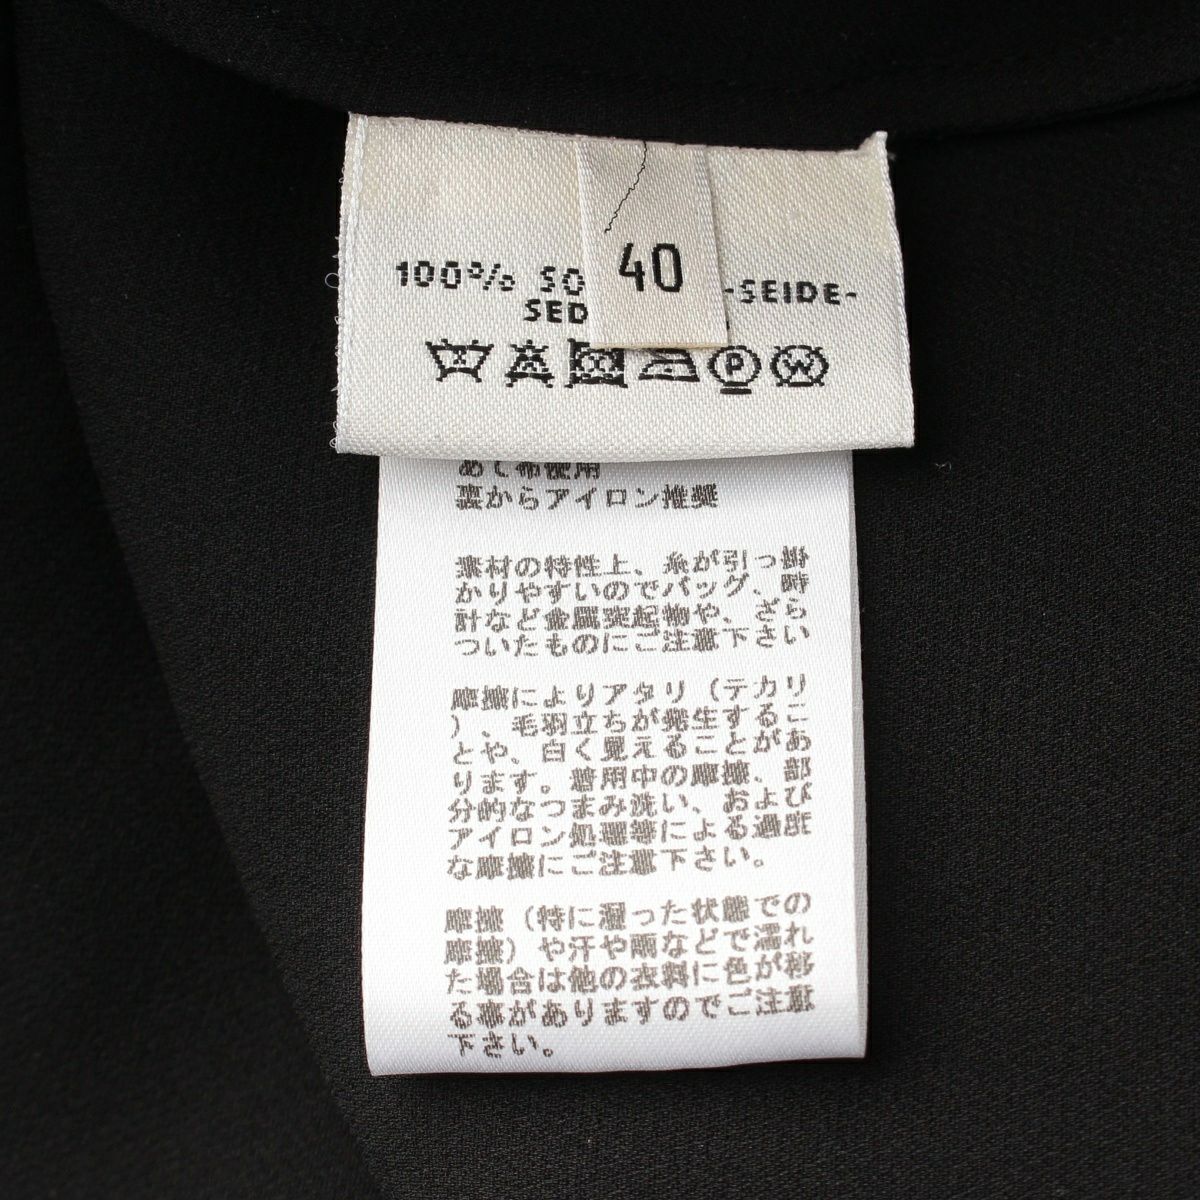 40
100% SO -SEIDE-
SED
P W
あて布使用
裏からアイロン推奨
素材の特性上、糸が引っ掛
かりやすいのでバッグ、時
計など金属突起物や、ざら
ついたものにご注意下さい
摩擦によりアタリ(テカリ
)、毛羽立ちが発生するこ
とや、白く見えることがあ
ります。着用中の摩擦、部
分的なつまみ洗い、および
アイロン処理等による過度
な摩擦にご注意下さい。
摩擦(特に湿った状態での
摩擦)や汗や雨などで濡れ
た場合は他の衣料に色が移
る事がありますのでご注意
下さい。